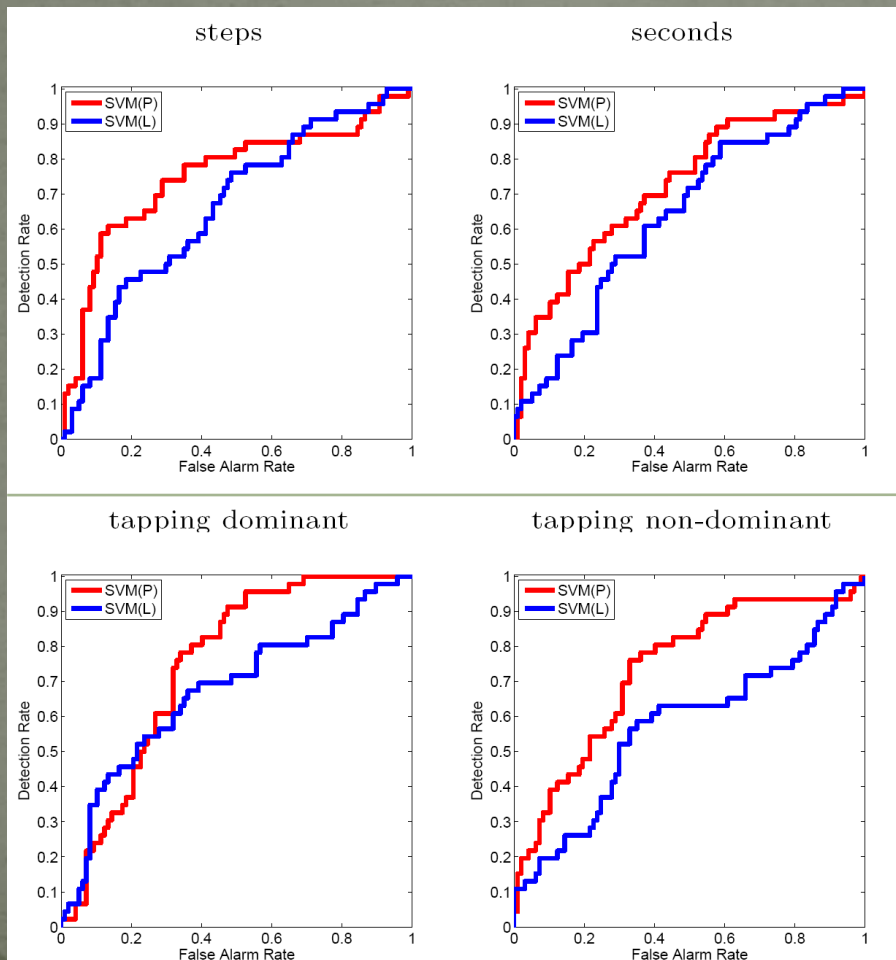 steps
SVM(P)
SVM(L)
1
0.9
0.8
0.7
0.6
0.5
0.4
0.3
0.2
0.1
0
Detection Rate
0 0.2 0.4 0.6 0.8 1
False Alarm Rate
seconds
SVM(P)
SVM(L)
1
0.9
0.8
0.7
0.6
0.5
0.4
0.3
0.2
0.1
0
Detection Rate
0 0.2 0.4 0.6 0.8 1
False Alarm Rate
tapping dominant
SVM(P)
SVM(L)
1
0.9
0.8
0.7
0.6
0.5
0.4
0.3
0.2
0.1
0
Detection Rate
0 0.2 0.4 0.6 0.8 1
False Alarm Rate
tapping non-dominant
SVM(P)
SVM(L)
1
0.9
0.8
0.7
0.6
0.5
0.4
0.3
0.2
0.1
0
Detection Rate
0 0.2 0.4 0.6 0.8 1
False Alarm Rate